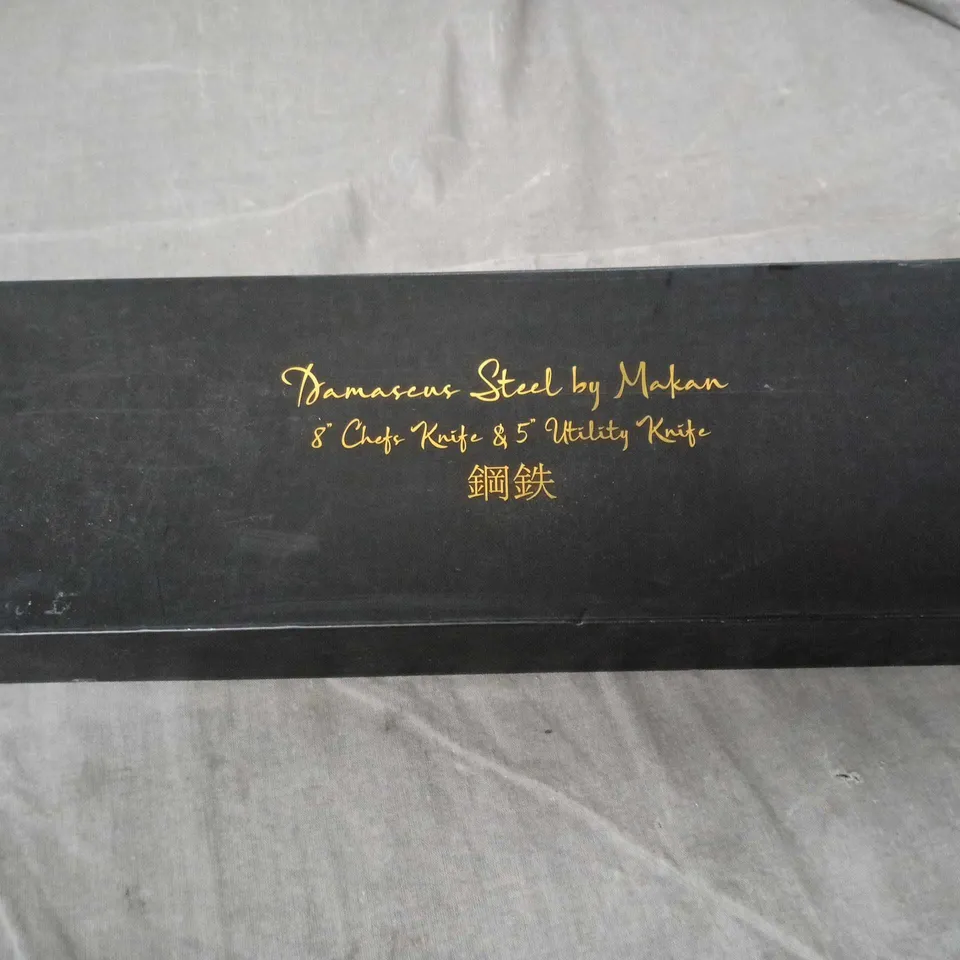 Damascus Steel by Makan
8" Chefs Knife & 5" Utility Knife
鋼鉄